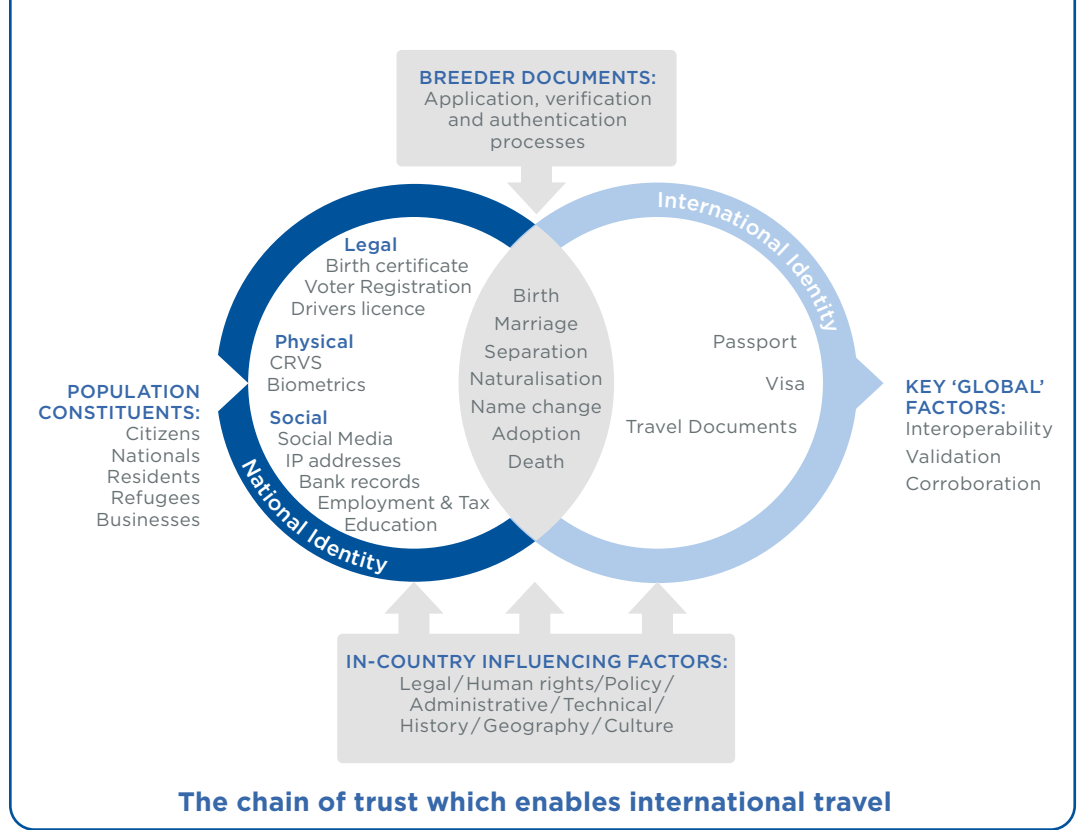 BREEDER DOCUMENTS:
Application, verification
and authentication
processes
International Identity
Legal
Birth certificate
Voter Registration
Drivers licence
Physical
CRVS
Biometrics
Social
Social Media
IP addresses
Bank records
Employment & Tax
Education
National Identity
Birth
Marriage
Separation
Naturalisation
Name change
Adoption
Death
Passport
Visa
Travel Documents
POPULATION
CONSTITUENTS:
Citizens
Nationals
Residents
Refugees
Businesses
KEY ‘GLOBAL’
FACTORS:
Interoperability
Validation
Corroboration
IN-COUNTRY INFLUENCING FACTORS:
Legal/Human rights/Policy/
Administrative/Technical/
History/Geography/Culture
The chain of trust which enables international travel